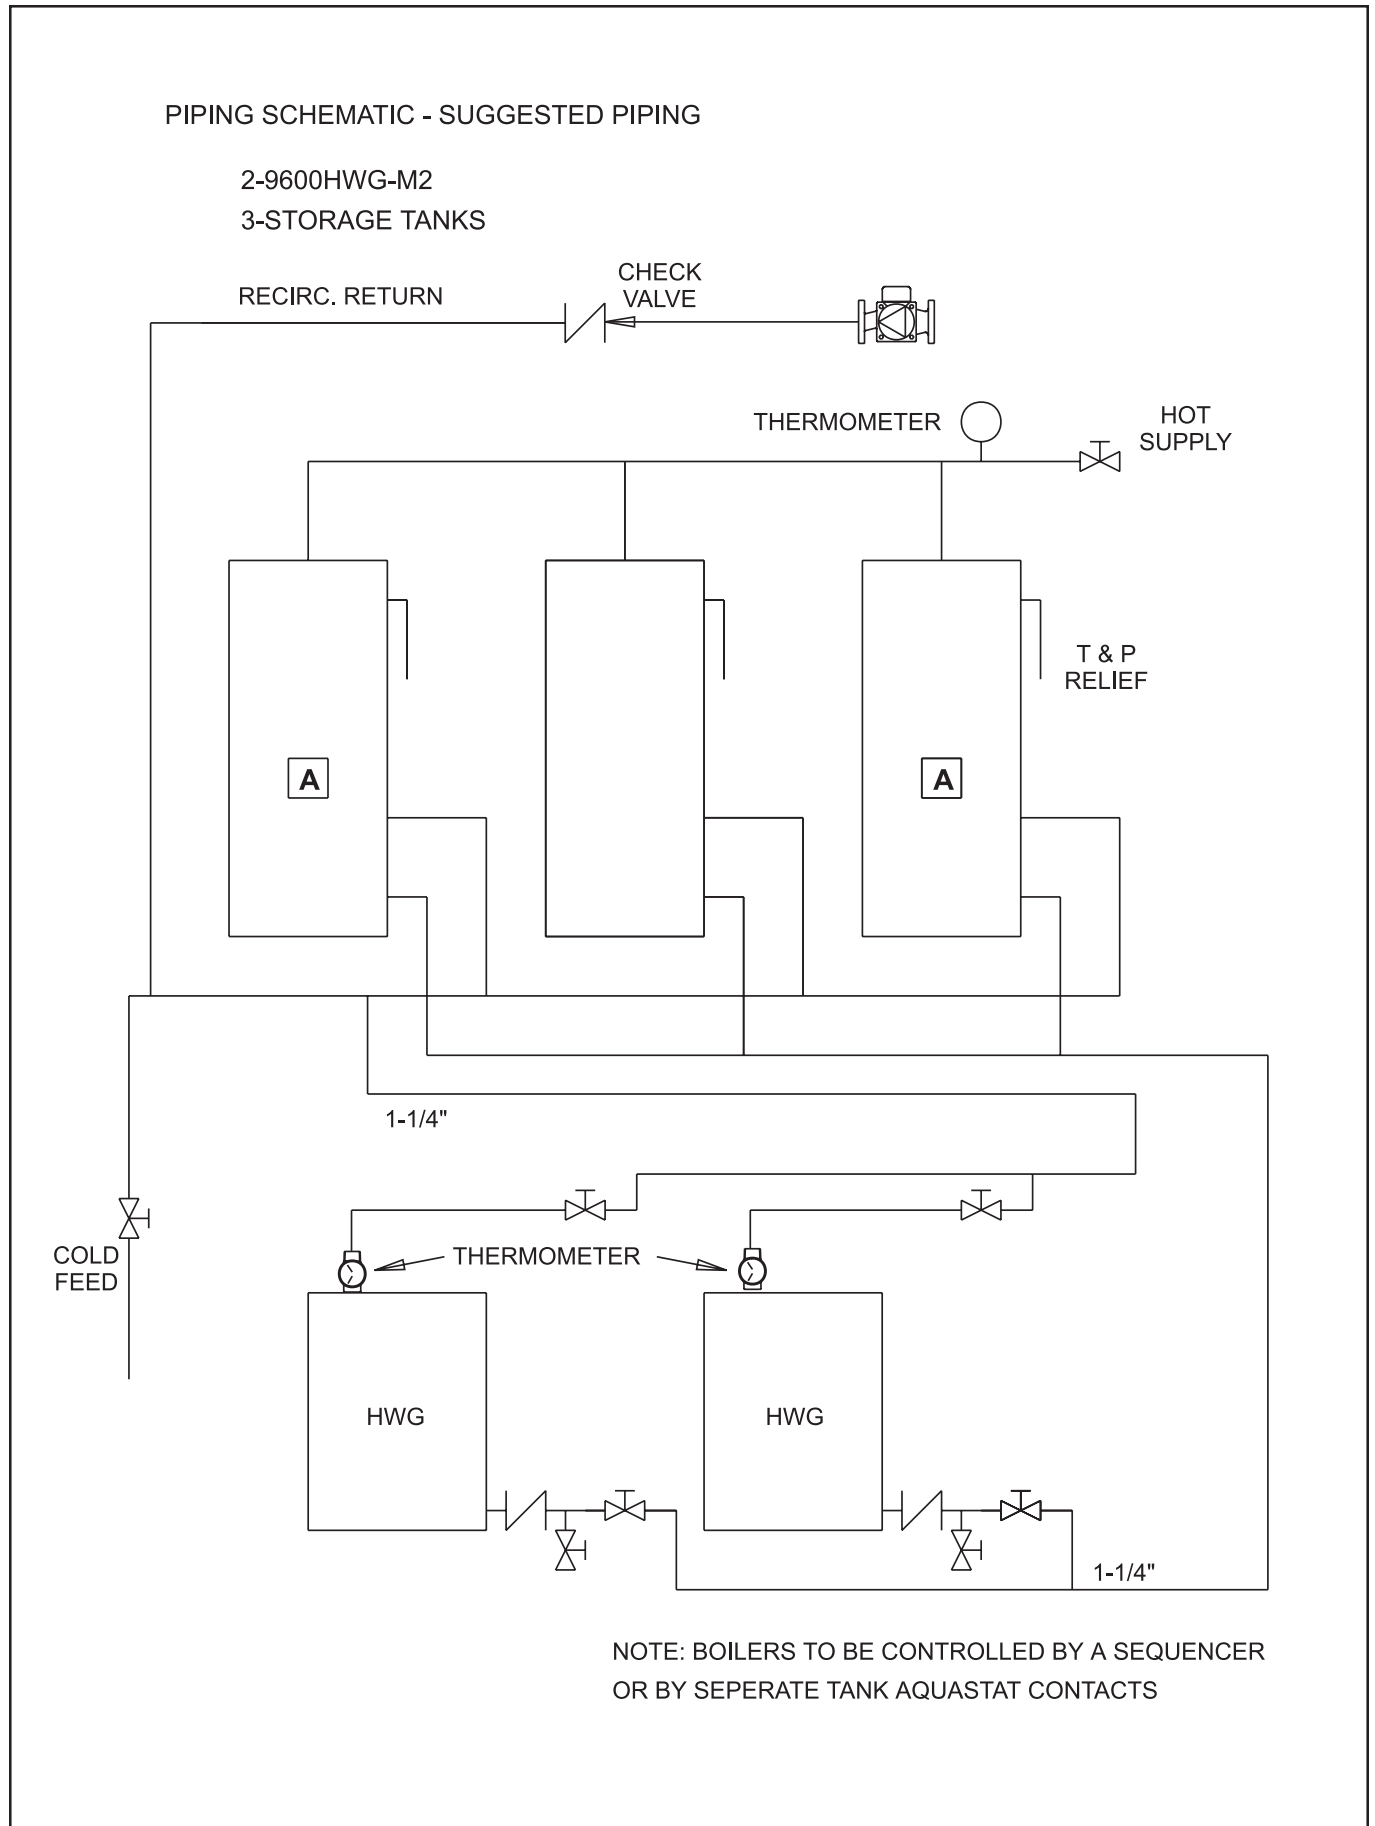 PIPING SCHEMATIC - SUGGESTED PIPING
2-9600HWG-M2
3-STORAGE TANKS
RECIRC. RETURN
CHECK
VALVE
THERMOMETER
HOT
SUPPLY
T & P
RELIEF
A
A
1-1/4"
COLD
FEED
THERMOMETER
HWG
HWG
1-1/4"
NOTE: BOILERS TO BE CONTROLLED BY A SEQUENCER
OR BY SEPERATE TANK AQUASTAT CONTACTS